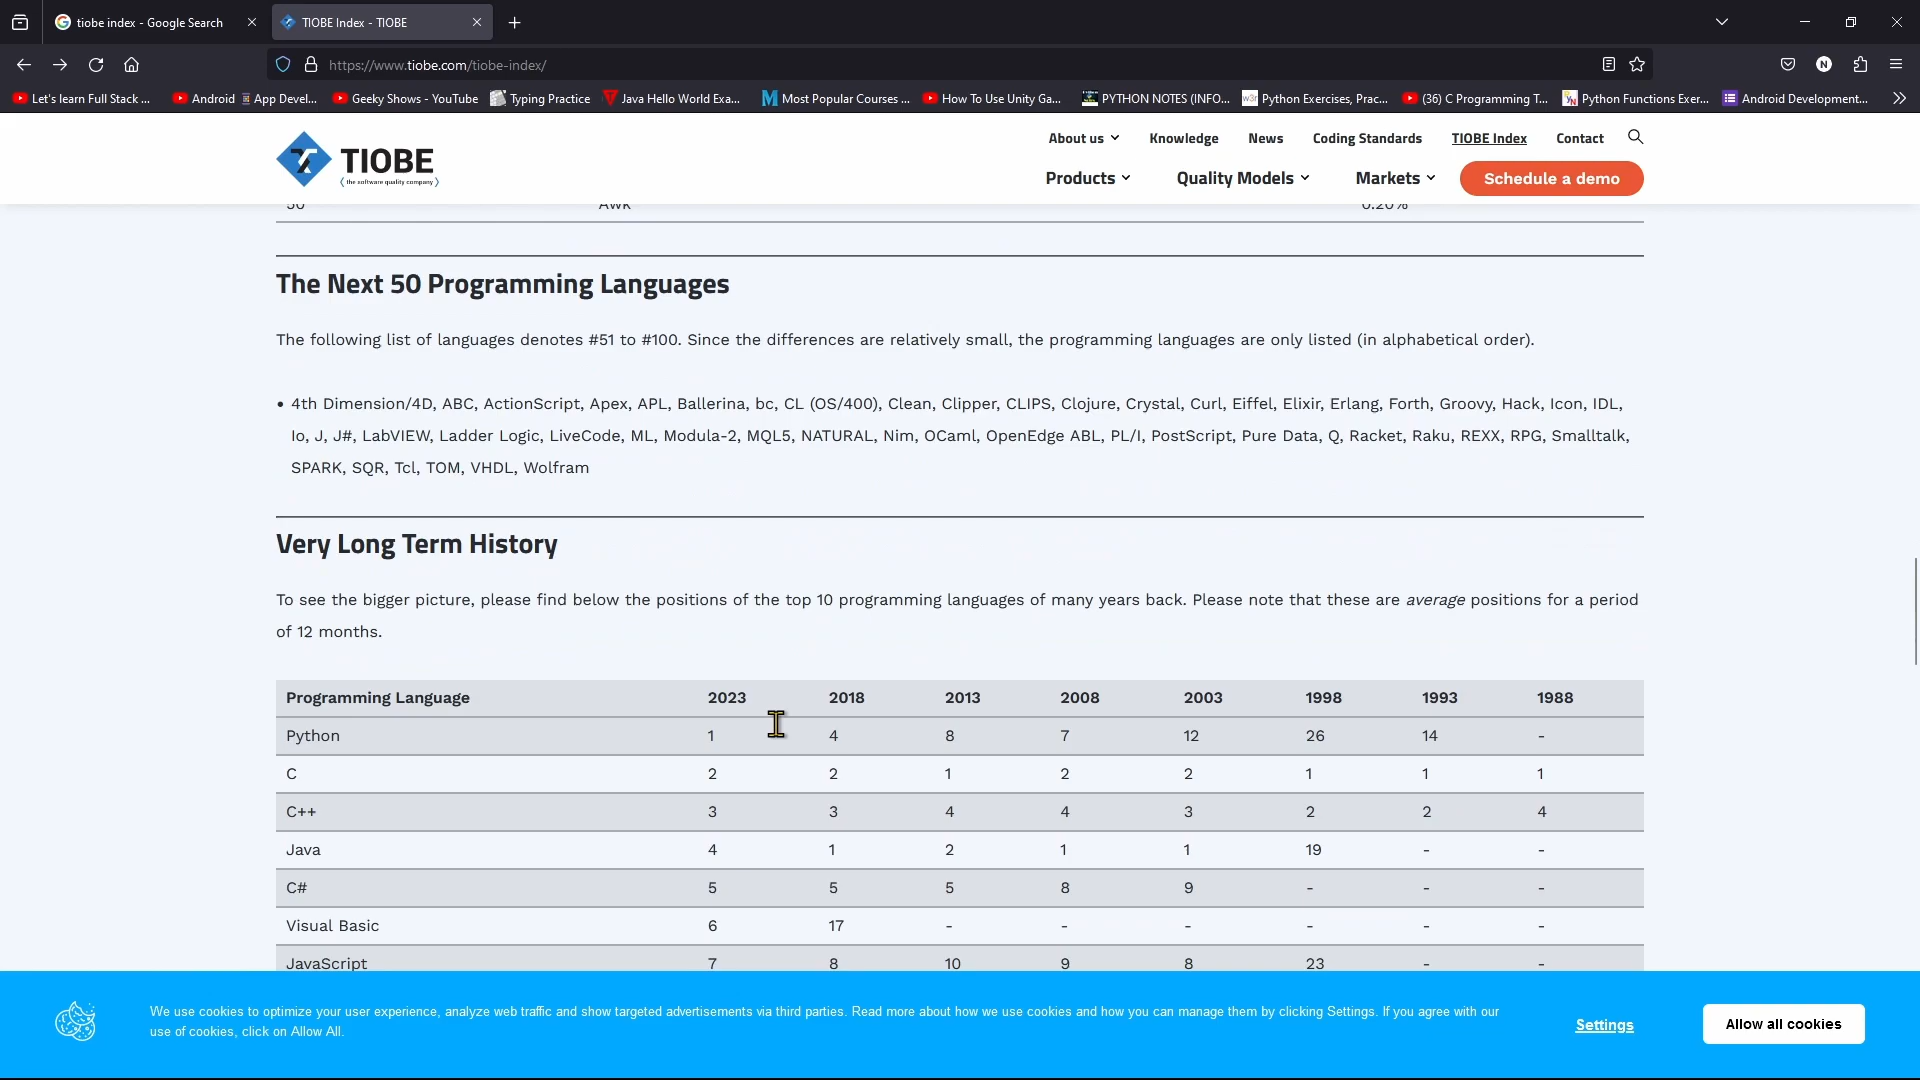 tiobe index - Google Search
TIOBE Index - TIOBE
https://www.tiobe.com/tiobe-index/
Let's learn Full Stack ...
Android
App Devel...
Geeky Shows - YouTube
Typing Practice
Java Hello World Exa...
Most Popular Courses ...
How To Use Unity Ga...
PYTHON NOTES (INFO...
Python Exercises, Prac...
(36) C Programming T...
Python Functions Exer...
Android Development...
TIOBE
(the software quality company)
About us
Knowledge
News
Coding Standards
TIOBE Index
Contact
Products
Quality Models
Markets
Schedule a demo
50 Awk 0.20%
The Next 50 Programming Languages
The following list of languages denotes #51 to #100. Since the differences are relatively small, the programming languages are only listed (in alphabetical order).
• 4th Dimension/4D, ABC, ActionScript, Apex, APL, Ballerina, bc, CL (OS/400), Clean, Clipper, CLIPS, Clojure, Crystal, Curl, Eiffel, Elixir, Erlang, Forth, Groovy, Hack, Icon, IDL,
Io, J, J#, LabVIEW, Ladder Logic, LiveCode, ML, Modula-2, MQL5, NATURAL, Nim, OCaml, OpenEdge ABL, PL/I, PostScript, Pure Data, Q, Racket, Raku, REXX, RPG, Smalltalk,
SPARK, SQR, Tcl, TOM, VHDL, Wolfram
Very Long Term History
To see the bigger picture, please find below the positions of the top 10 programming languages of many years back. Please note that these are average positions for a period
of 12 months.
Programming Language 2023 2018 2013 2008 2003 1998 1993 1988
Python 1 4 8 7 12 26 14 -
C 2 2 1 2 2 1 1 1
C++ 3 3 4 4 3 2 2 4
Java 4 1 2 1 1 19 - -
C# 5 5 5 8 9 - - -
Visual Basic 6 17 - - - - - -
JavaScript 7 8 10 9 8 23 - -
We use cookies to optimize your user experience, analyze web traffic and show targeted advertisements via third parties. Read more about how we use cookies and how you can manage them by clicking Settings. If you agree with our
use of cookies, click on Allow All.
Settings
Allow all cookies